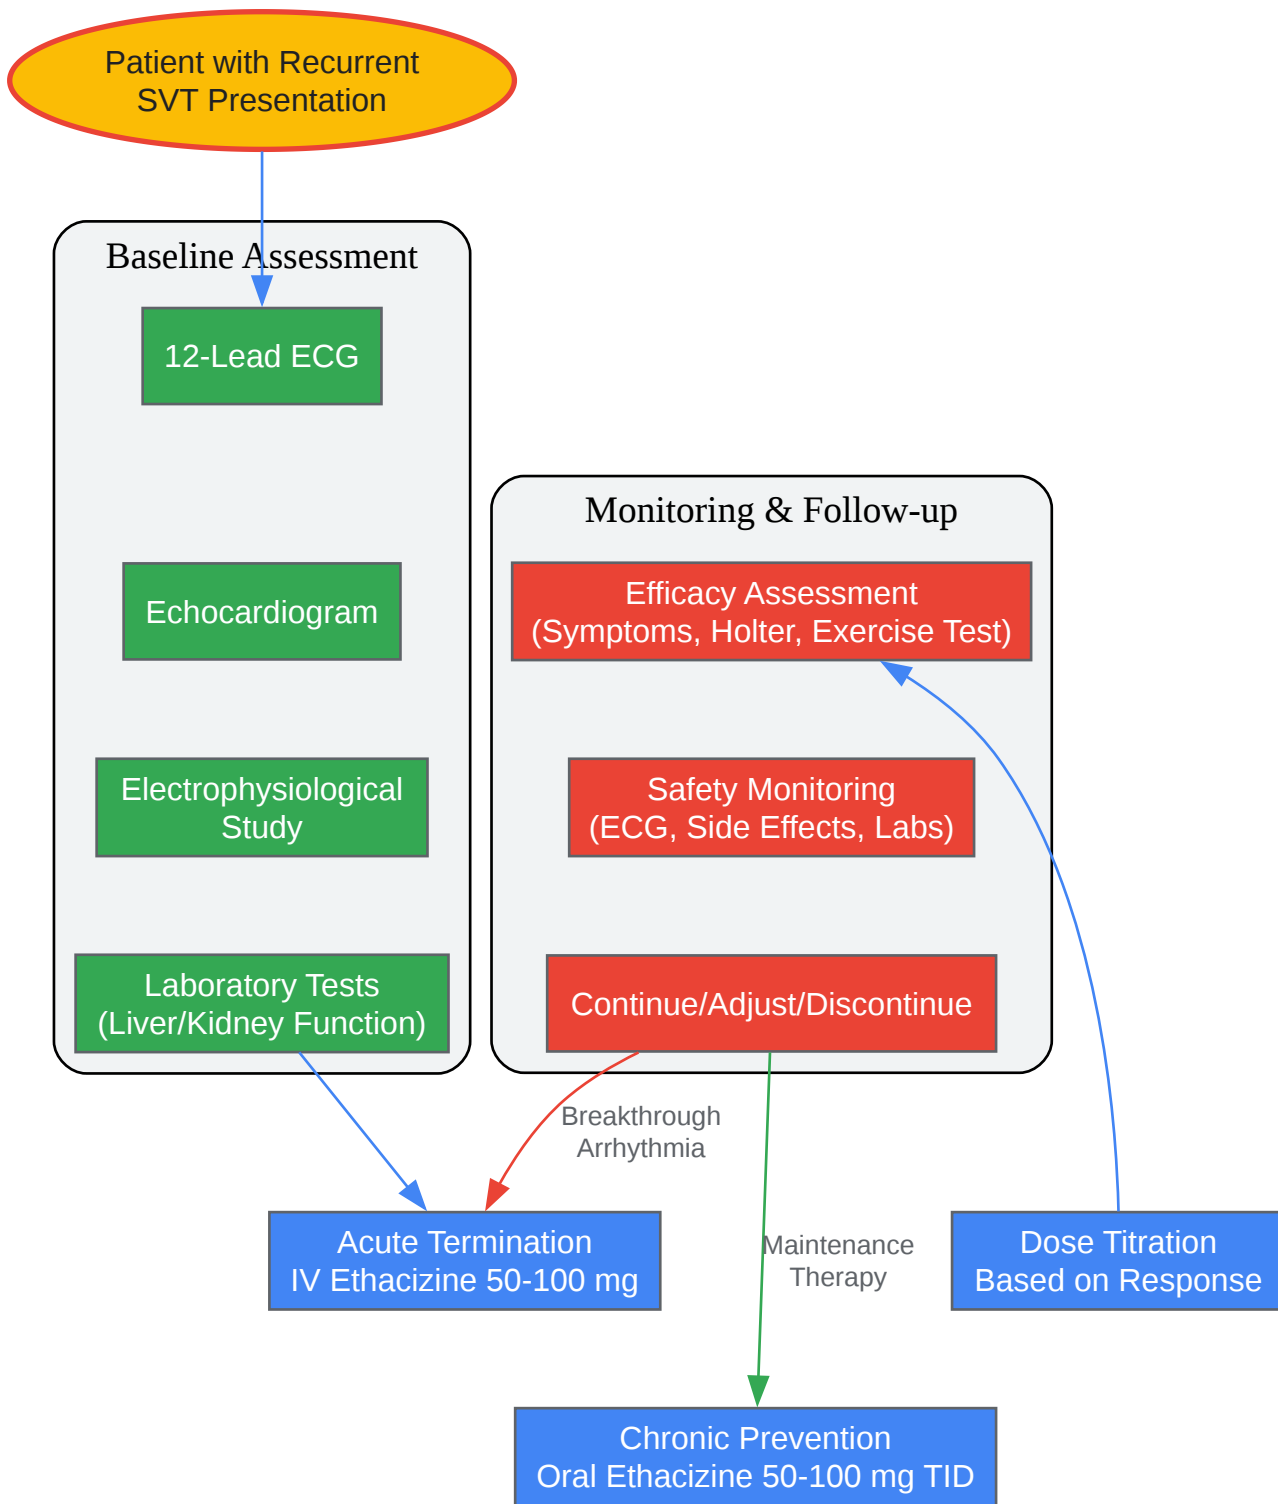 Patient with Recurrent
SVT Presentation
Baseline Assessment
12-Lead ECG
Echocardiogram
Electrophysiological
Study
Laboratory Tests
(Liver/Kidney Function)
Monitoring & Follow-up
Efficacy Assessment
(Symptoms, Holter, Exercise Test)
Safety Monitoring
(ECG, Side Effects, Labs)
Continue/Adjust/Discontinue
Breakthrough
Arrhythmia
Maintenance
Therapy
Acute Termination
IV Ethacizine 50-100 mg
Dose Titration
Based on Response
Chronic Prevention
Oral Ethacizine 50-100 mg TID